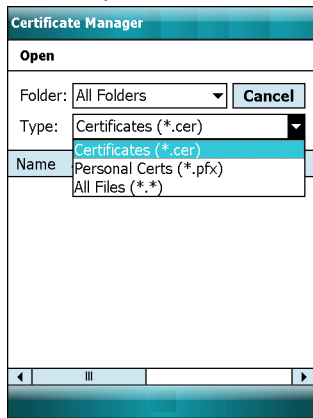 Certificate Manager
Open
Folder: All Folders Cancel
Type: Certificates (*.cer)
Certificates (*.cer)
Name Personal Certs (*.pfx)
All Files (*.*)